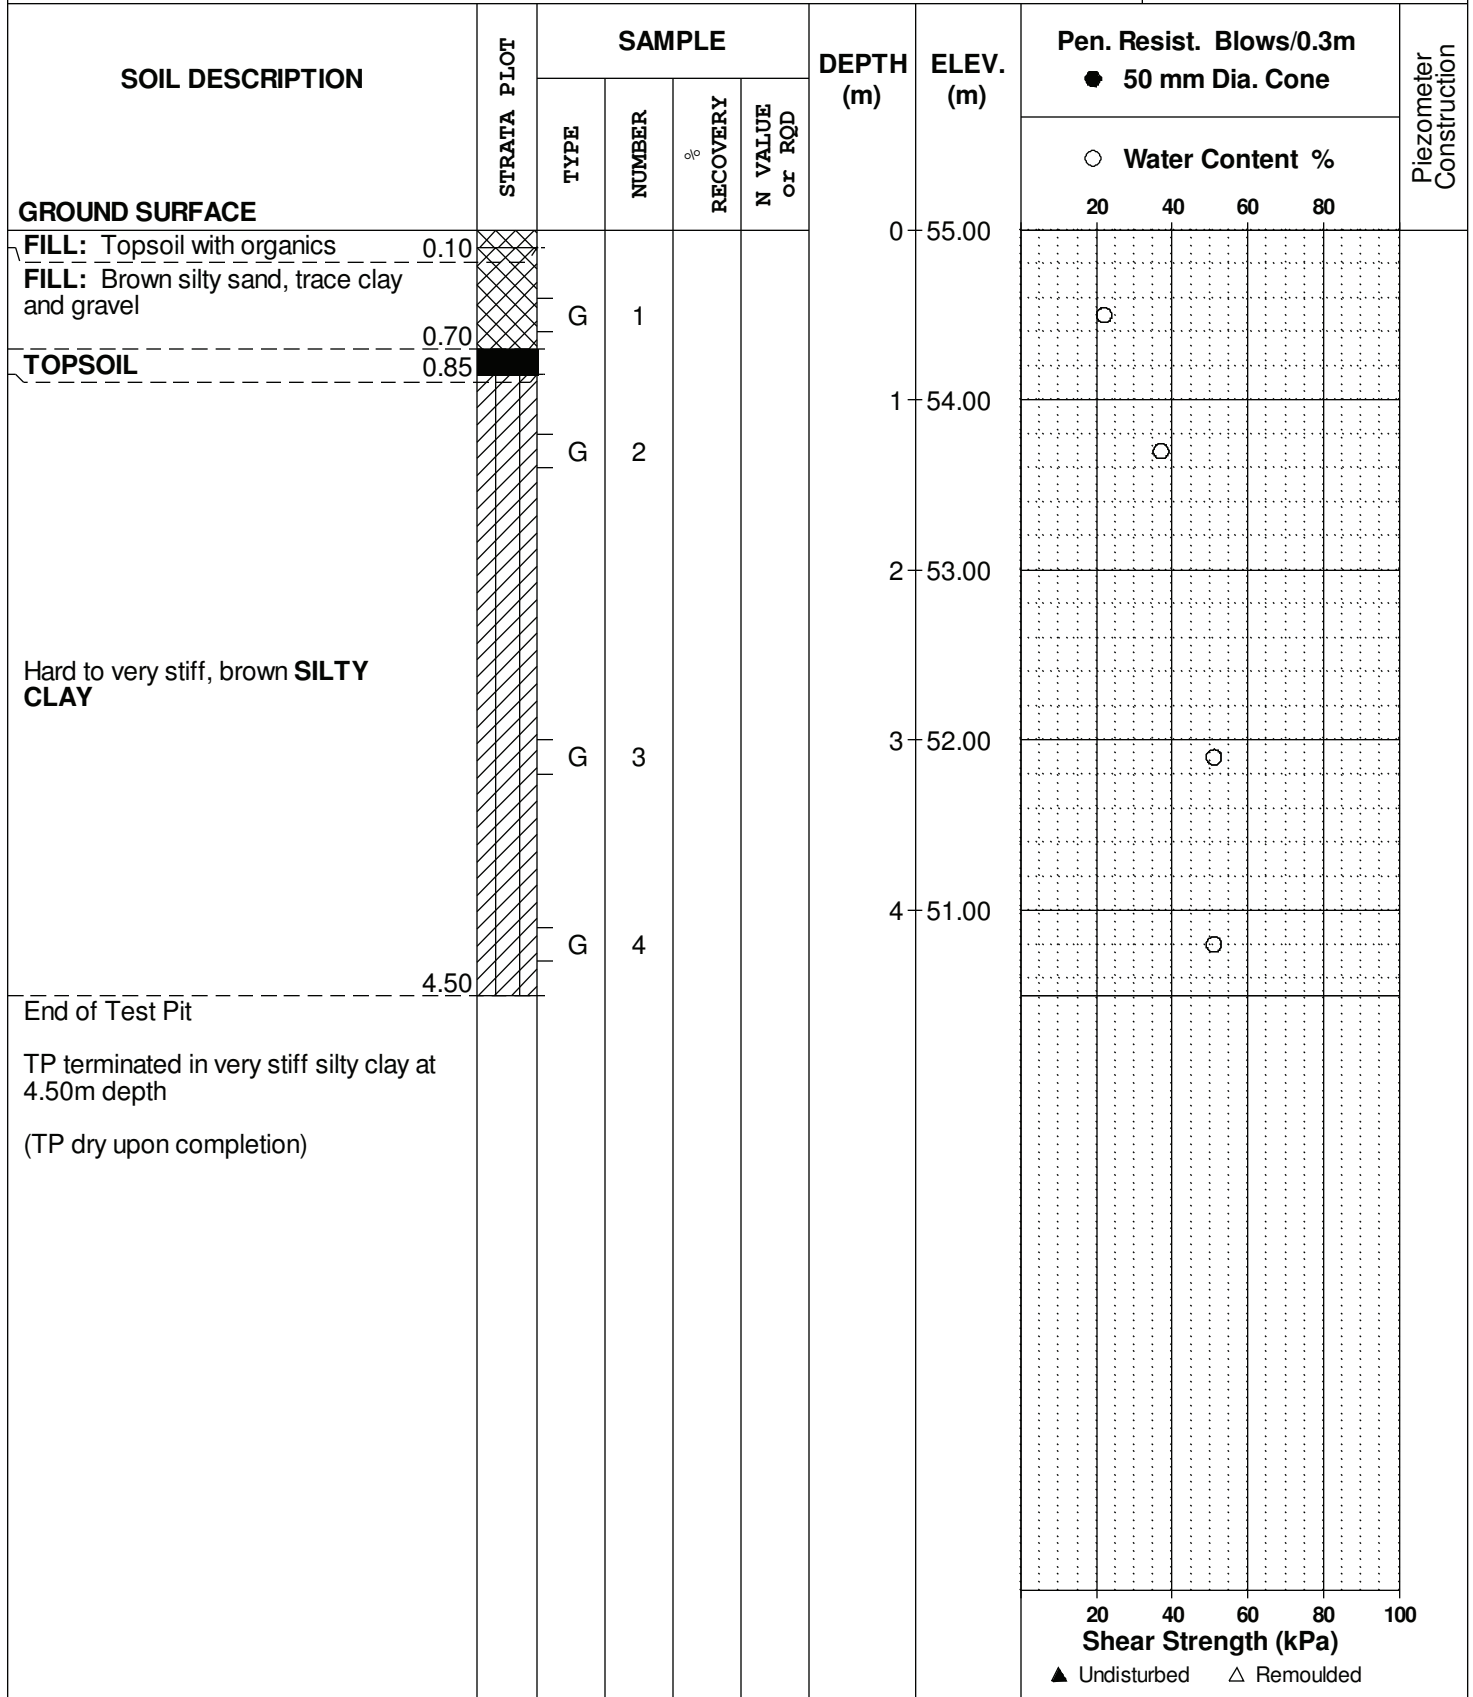 SOIL DESCRIPTION
STRATA PLOT
SAMPLE
TYPE
NUMBER
%
RECOVERY
N VALUE
or RQD
DEPTH
(m)
ELEV.
(m)
Pen. Resist. Blows/0.3m
● 50 mm Dia. Cone
○ Water Content %
20 40 60 80
Piezometer
Construction
GROUND SURFACE
0 55.00
FILL: Topsoil with organics 0.10
FILL: Brown silty sand, trace clay
and gravel
G 1
0.70
TOPSOIL 0.85
1 54.00
G 2
2 53.00
Hard to very stiff, brown SILTY
CLAY
3 52.00
G 3
4 51.00
G 4
4.50
End of Test Pit
TP terminated in very stiff silty clay at
4.50m depth
(TP dry upon completion)
20 40 60 80 100
Shear Strength (kPa)
▲ Undisturbed △ Remoulded